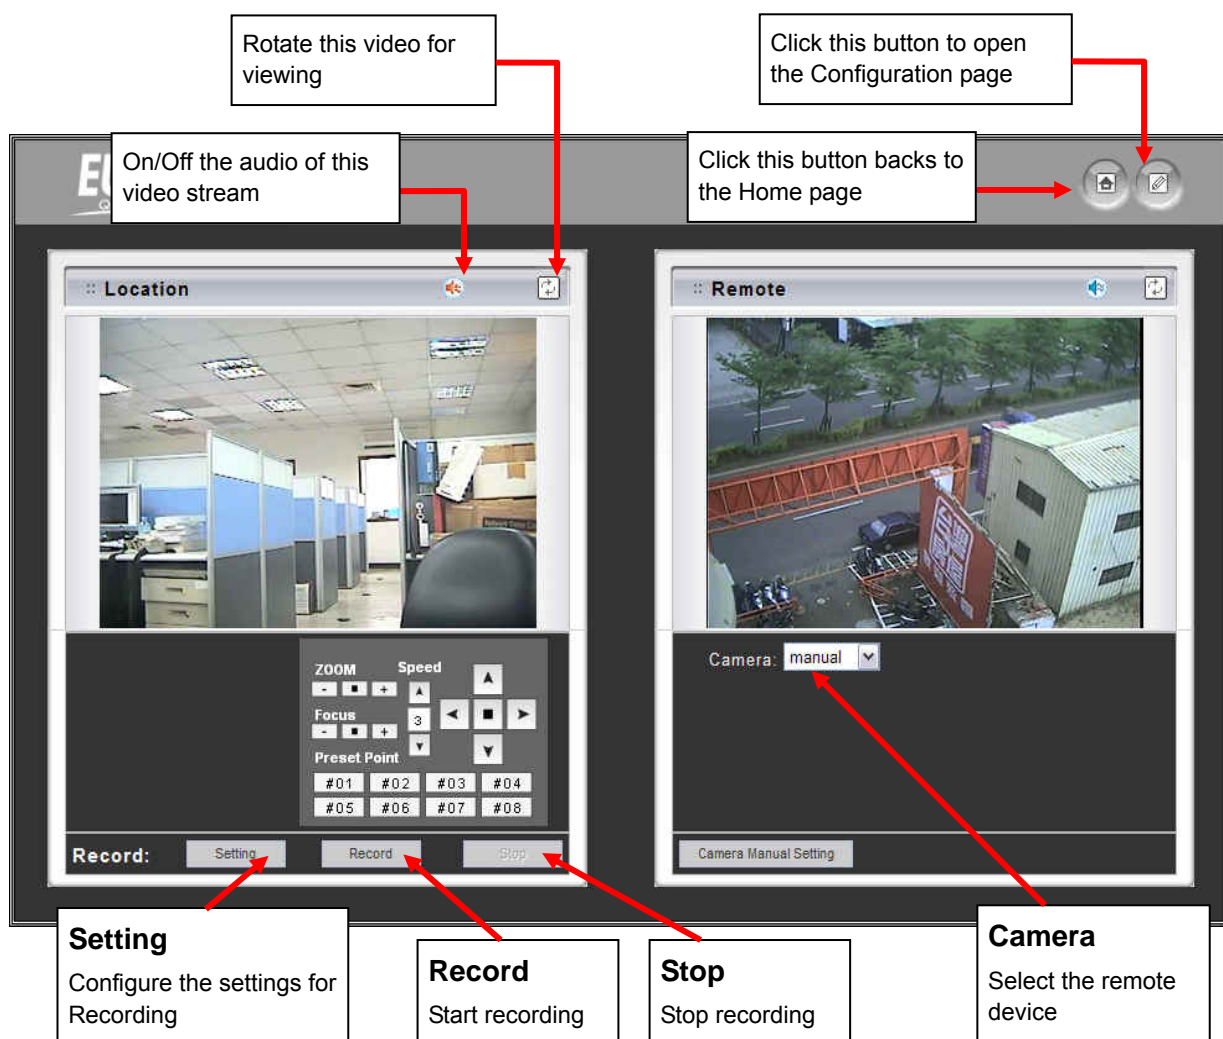 Rotate this video for
viewing
Click this button to open
the Configuration page
On/Off the audio of this
video stream
Click this button backs to
the Home page
:: Location
:: Remote
ZOOM
Speed
- ■ +
Focus
3
- ■ +
Preset Point
#01 #02 #03 #04
#05 #06 #07 #08
Camera: manual
Record: Setting Record Stop
Camera Manual Setting
Setting
Configure the settings for
Recording
Record
Start recording
Stop
Stop recording
Camera
Select the remote
device